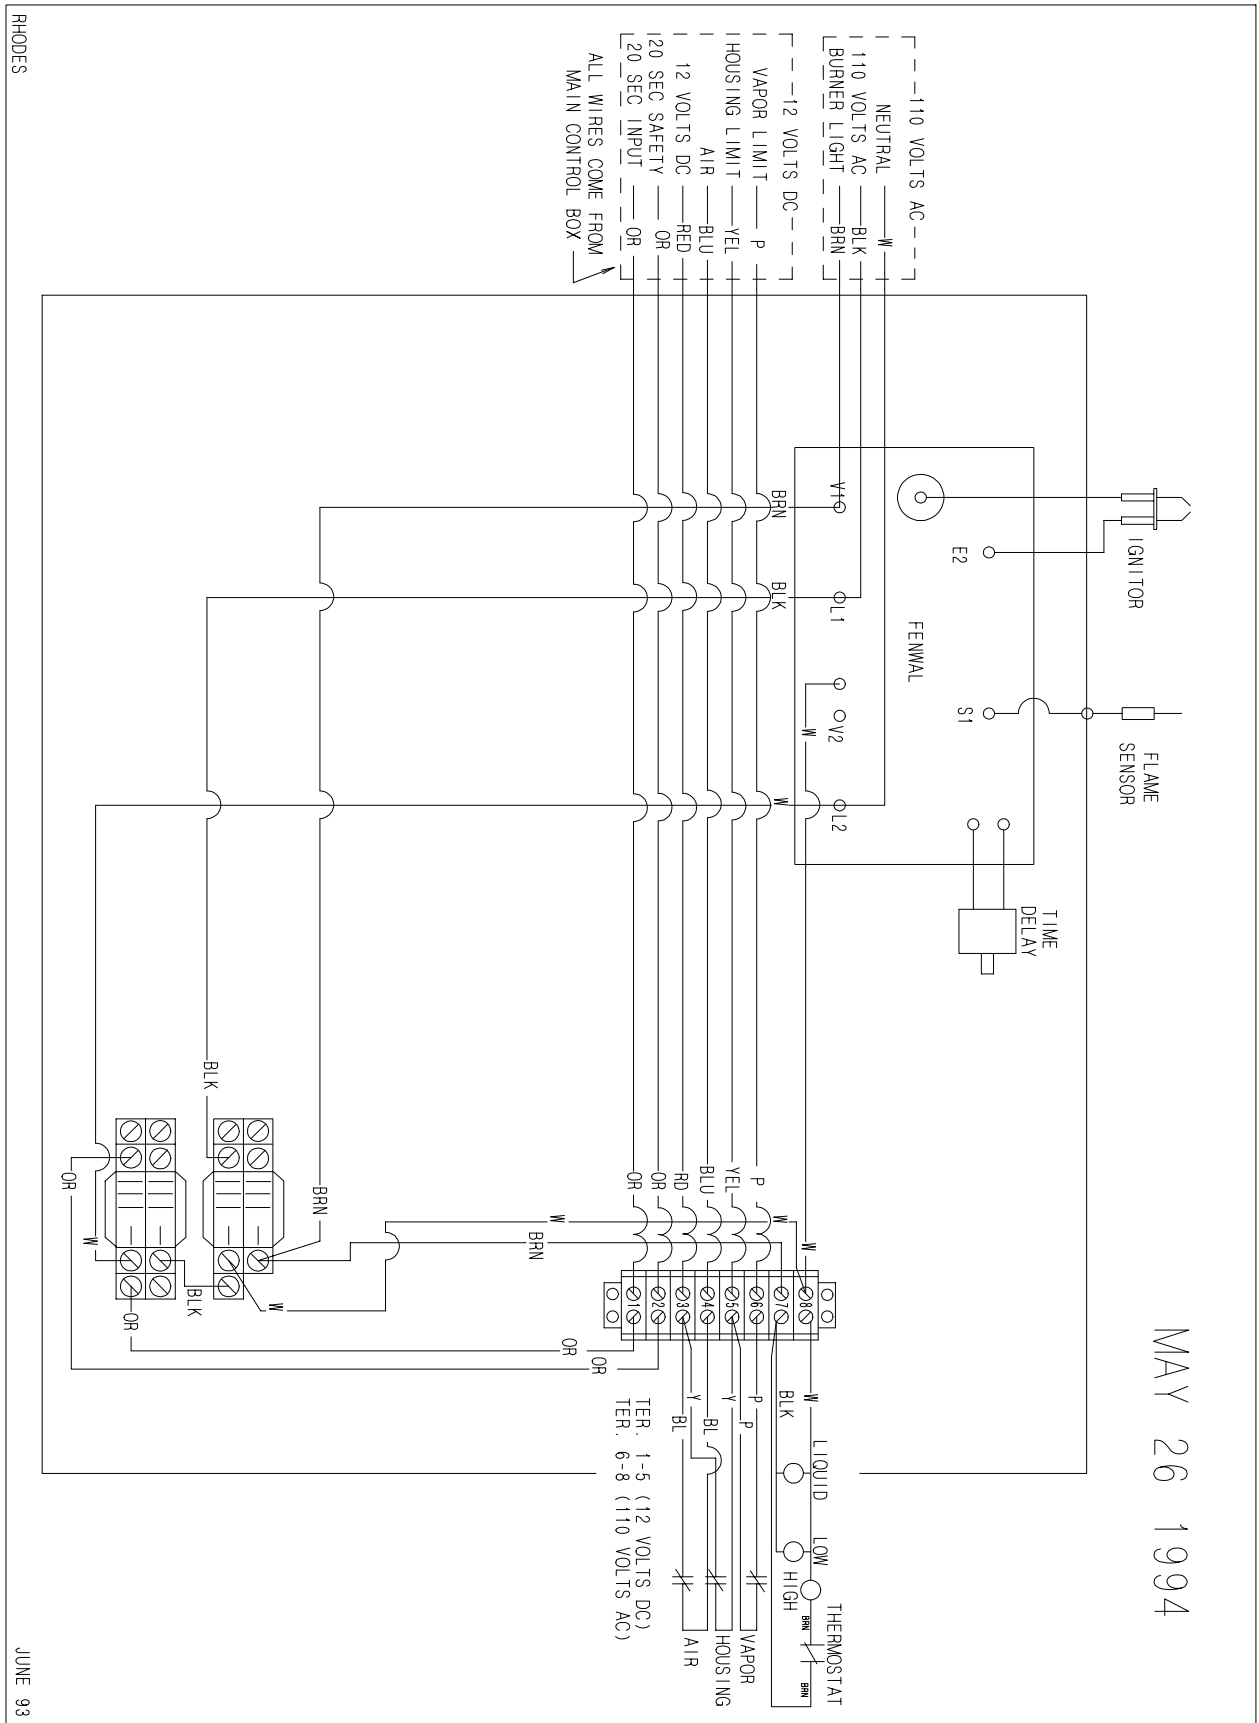 RHODES
110 VOLTS AC
NEUTRAL
W
110 VOLTS AC
BLK
BURNER LIGHT
BRN
12 VOLTS DC
VAPOR LIMIT
P
HOUSING LIMIT
YEL
AIR
BLU
12 VOLTS DC
RED
20 SEC SAFETY
OR
20 SEC INPUT
OR
ALL WIRES COME FROM
MAIN CONTROL BOX
IGNITOR
E2
V1
L1
V2
L2
S1
FENWAL
FLAME
SENSOR
TIME
DELAY
BRN
BLK
W
W
BLK
BRN
OR
W
BLK
OR
W
W
BRN
W
W
P
YEL
BLU
RD
OR
OR
1
2
3
4
5
6
7
8
OR
OR
W
BLK
P
P
Y
BL
Y
BL
LIQUID
LOW
HIGH
THERMOSTAT
BRN
BRN
VAPOR
HOUSING
AIR
TER. 1-5 (12 VOLTS DC)
TER. 6-8 (110 VOLTS AC)
MAY 26 1994
JUNE 93